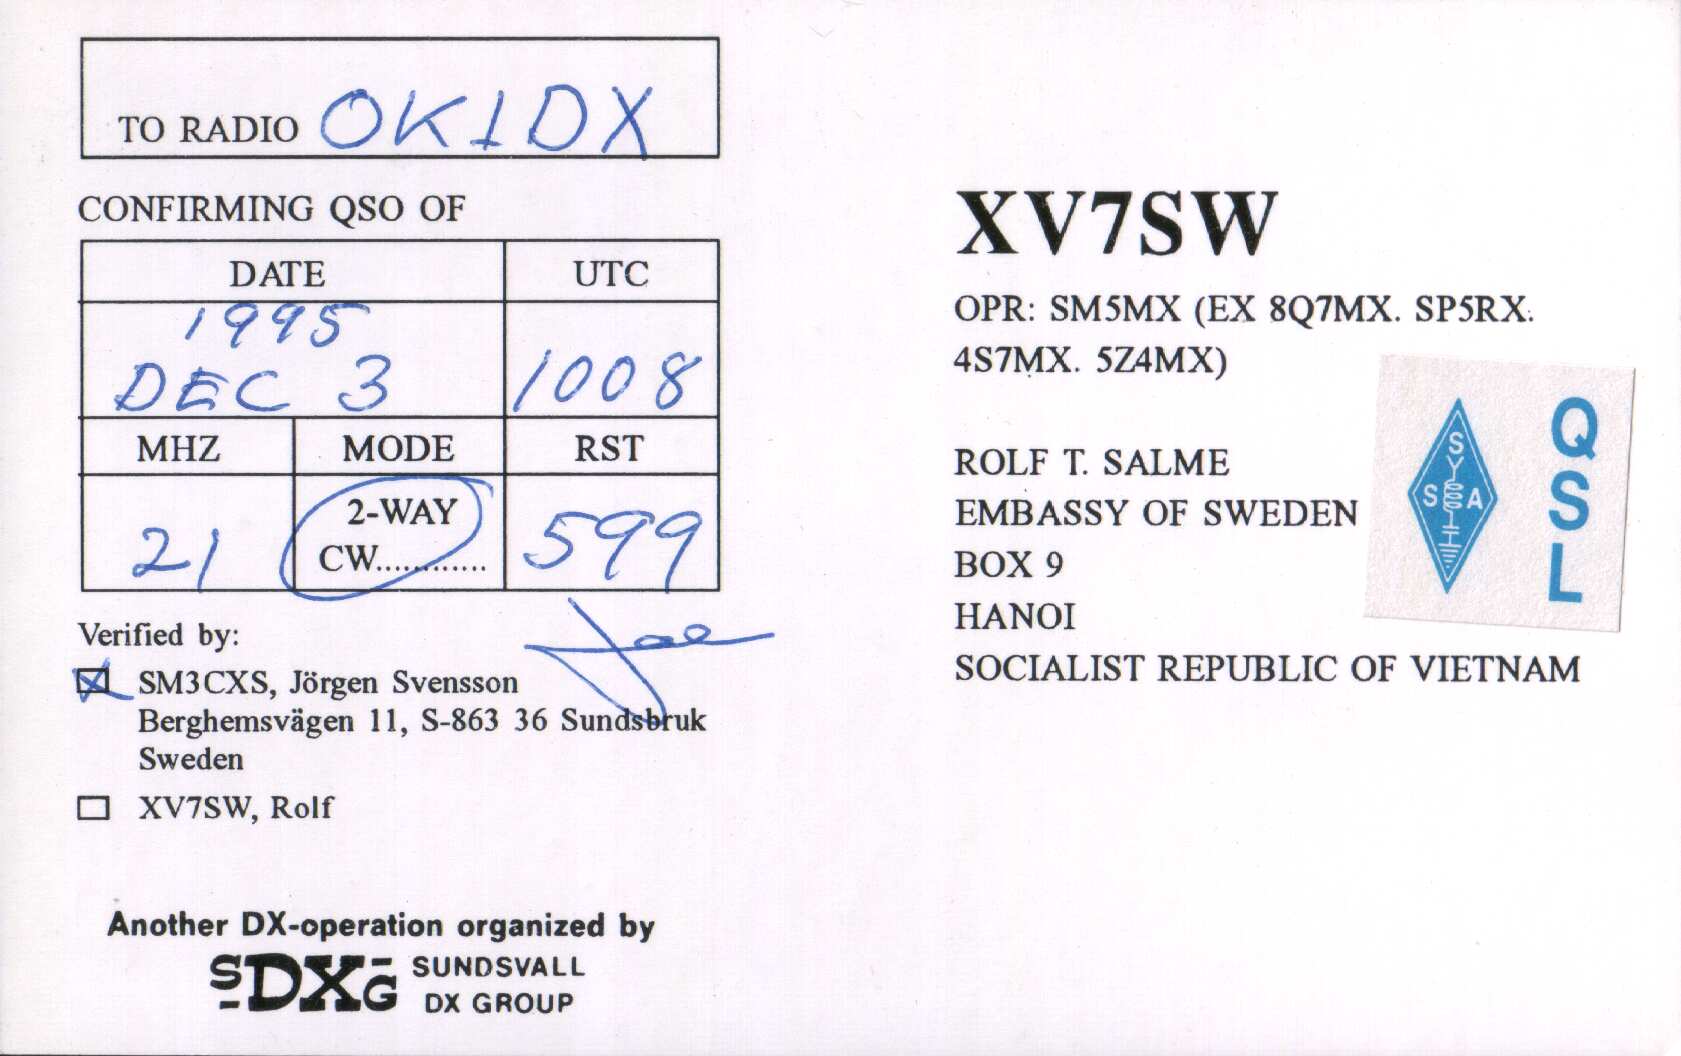 TO RADIO OK1DX
CONFIRMING QSO OF
DATE UTC
1995
DEC 3 1008
MHZ MODE RST
2-WAY
21 CW............ 599
Verified by:
SM3CXS, Jörgen Svensson
Berghemsvägen 11, S-863 36 Sundsbruk
Sweden
XV7SW, Rolf
Another DX-operation organized by
SDXG SUNDSVALL
DX GROUP
XV7SW
OPR: SM5MX (EX 8Q7MX. SP5RX.
4S7MX. 5Z4MX)
ROLF T. SALME
EMBASSY OF SWEDEN
BOX 9
HANOI
SOCIALIST REPUBLIC OF VIETNAM
SSA
QSL